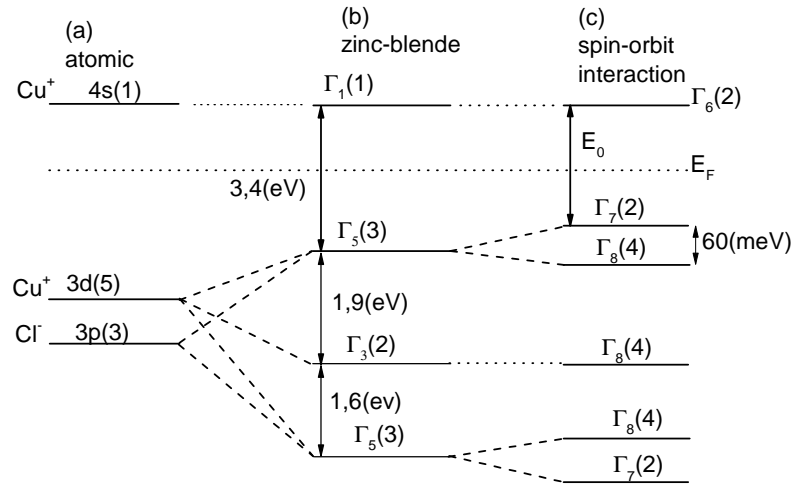 (a)
atomic
(b)
zinc-blende
(c)
spin-orbit
interaction
Cu⁺ 4s(1)
Γ₁(1)
Γ₆(2)
E₀
E_F
3,4(eV)
Γ₇(2)
Γ₅(3)
60(meV)
Γ₈(4)
Cu⁺ 3d(5)
1,9(eV)
Cl⁻ 3p(3)
Γ₃(2)
Γ₈(4)
1,6(ev)
Γ₅(3)
Γ₈(4)
Γ₇(2)